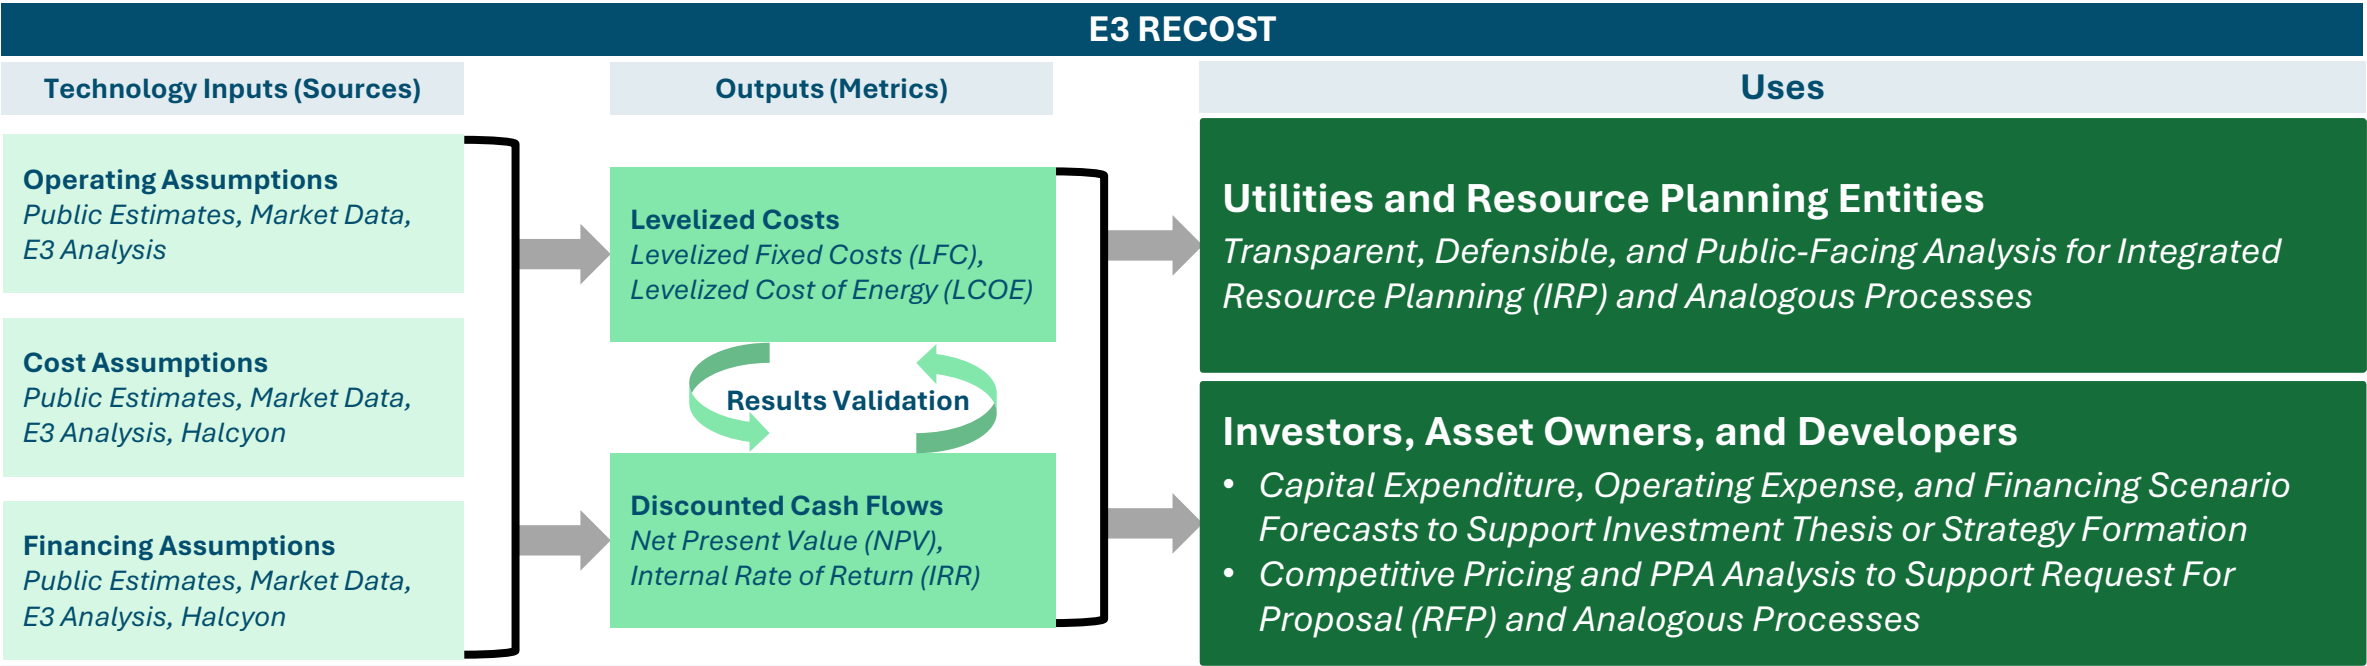 E3 RECOST
Technology Inputs (Sources)
Operating Assumptions
Public Estimates, Market Data,
E3 Analysis
Cost Assumptions
Public Estimates, Market Data,
E3 Analysis, Halcyon
Financing Assumptions
Public Estimates, Market Data,
E3 Analysis, Halcyon
Outputs (Metrics)
Levelized Costs
Levelized Fixed Costs (LFC),
Levelized Cost of Energy (LCOE)
Results Validation
Discounted Cash Flows
Net Present Value (NPV),
Internal Rate of Return (IRR)
Uses
Utilities and Resource Planning Entities
Transparent, Defensible, and Public-Facing Analysis for Integrated
Resource Planning (IRP) and Analogous Processes
Investors, Asset Owners, and Developers
• Capital Expenditure, Operating Expense, and Financing Scenario
Forecasts to Support Investment Thesis or Strategy Formation
• Competitive Pricing and PPA Analysis to Support Request For
Proposal (RFP) and Analogous Processes